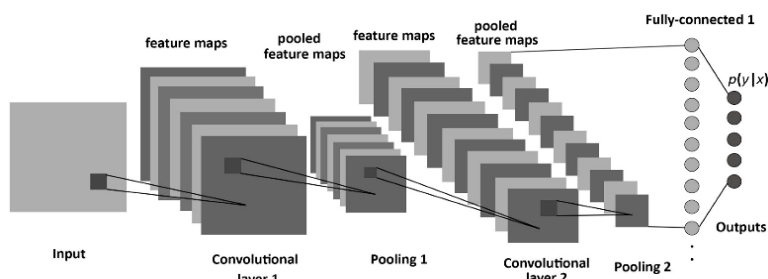 Fully-connected 1
feature maps
pooled
feature maps
feature maps
pooled
feature maps
p(y|x)
Outputs
Input
Convolutional
layer 1
Pooling 1
Convolutional
layer 2
Pooling 2